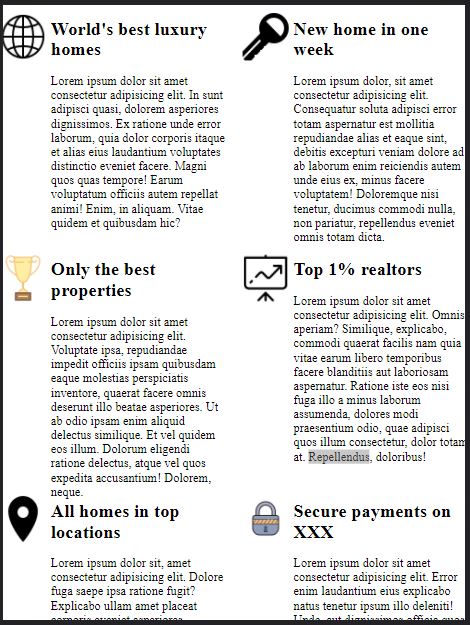 World's best luxury
homes
Lorem ipsum dolor sit amet
consectetur adipisicing elit. In sunt
adipisci quasi, dolorem asperiores
dignissimos. Ex ratione unde error
laborum, quia dolor corporis itaque
et alias eius laudantium voluptates
distinctio eveniet facere. Magni
quos quas tempore! Earum
voluptatum officiis autem repellat
animi! Enim, in aliquam. Vitae
quidem et quibusdam hic?
New home in one
week
Lorem ipsum dolor, sit amet
consectetur adipisicing elit.
Consequatur soluta adipisci error
totam aspernatur est mollitia
repudiandae alias et eaque sint,
debitis excepturi veniam dolore ad
ab laborum enim reiciendis autem
unde eius ex, minus facere
voluptatem! Doloremque nisi
tenetur, ducimus commodi nulla,
non pariatur, repellendus eveniet
omnis totam dicta.
Only the best
properties
Lorem ipsum dolor sit amet
consectetur adipisicing elit.
Voluptate ipsa, repudiandae
impedit officiis ipsam quibusdam
eaque molestias perspiciatis
inventore, quaerat facere omnis
deserunt illo beatae asperiores. Ut
ab odio ipsam enim aliquid
delectus similique. Et vel quidem
eos illum. Dolorum eligendi
ratione delectus, atque vel quos
expedita accusantium! Dolorem,
neque.
Top 1% realtors
Lorem ipsum dolor sit amet
consectetur adipisicing elit. Omnis
aperiam? Similique, explicabo,
commodi quaerat facilis nam quia
vitae earum libero temporibus
facere blanditiis aut laboriosam
aspernatur. Ratione iste eos nisi
fuga illo a minus laborum
assumenda, dolores modi
praesentium odio, quae adipisci
quos illum consectetur, dolor totam
at. Repellendus, doloribus!
All homes in top
locations
Lorem ipsum dolor sit, amet
consectetur adipisicing elit. Dolore
fuga saepe ipsa ratione fugit?
Explicabo ullam amet placeat
corporis eveniet asperiores
Secure payments on
XXX
Lorem ipsum dolor sit amet
consectetur adipisicing elit. Error
enim eaque eius cumque explicabo
natus tenetur ipsum illo deleniti!
Unde, aut dignissimos quos